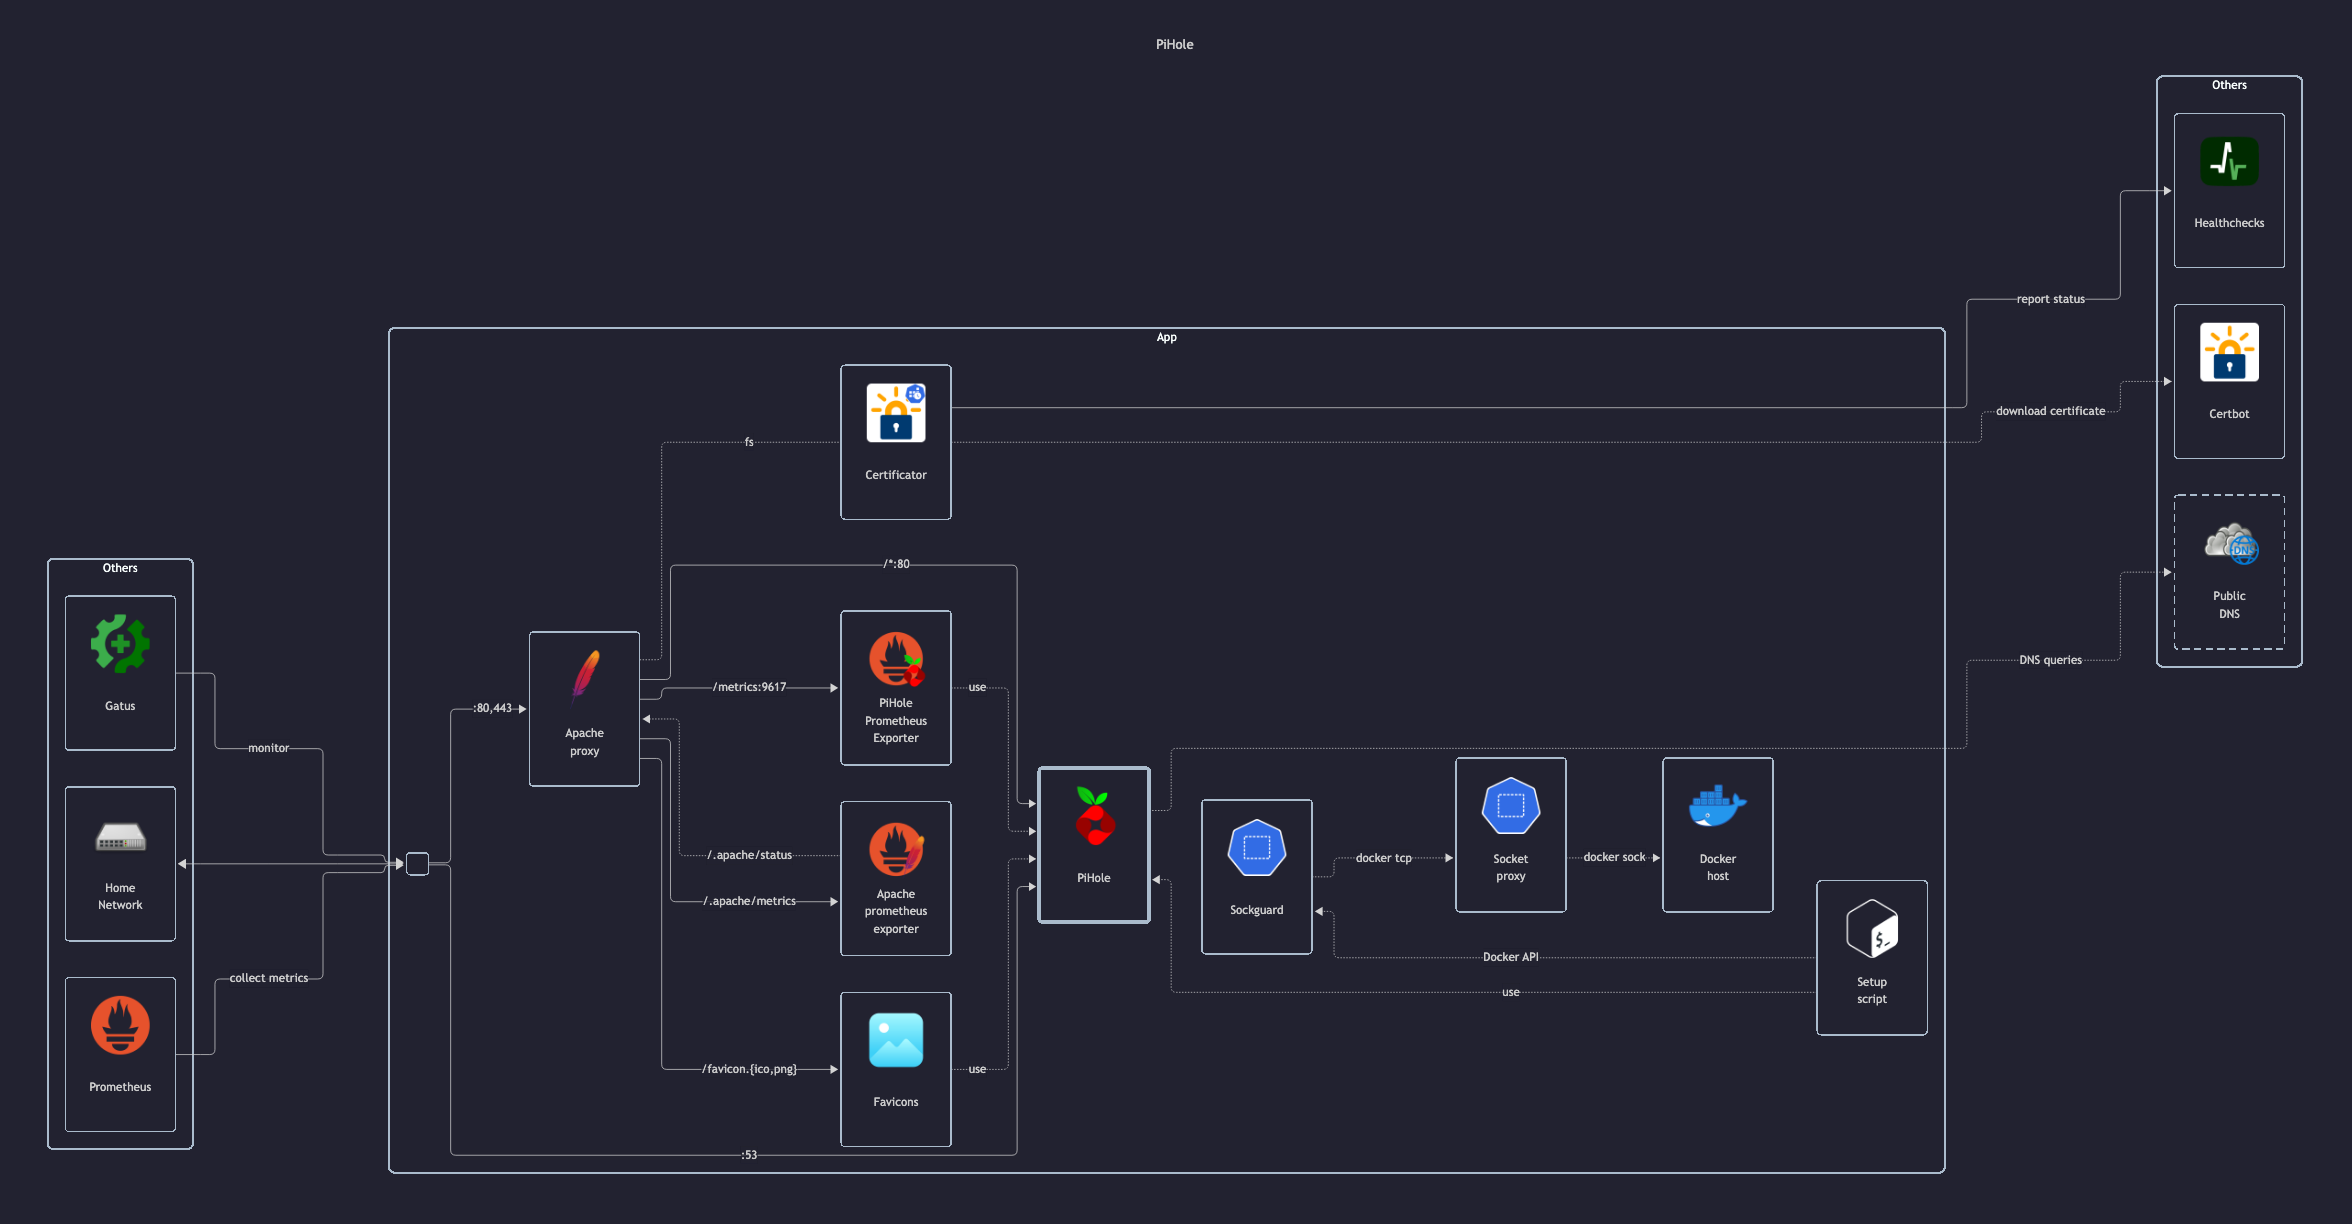 PiHole
Others
Healthchecks
report status
App
Certbot
download certificate
fs
Certificator
DNS
Public
DNS
DNS queries
Others
Gatus
monitor
Home
Network
collect metrics
Prometheus
:80,443
Apache
proxy
/*:80
/metrics:9617
PiHole
Prometheus
Exporter
use
/.apache/status
/.apache/metrics
Apache
prometheus
exporter
/favicon.{ico,png}
Favicons
use
:53
PiHole
Sockguard
docker tcp
Socket
proxy
docker sock
Docker
host
Docker API
use
$_
Setup
script